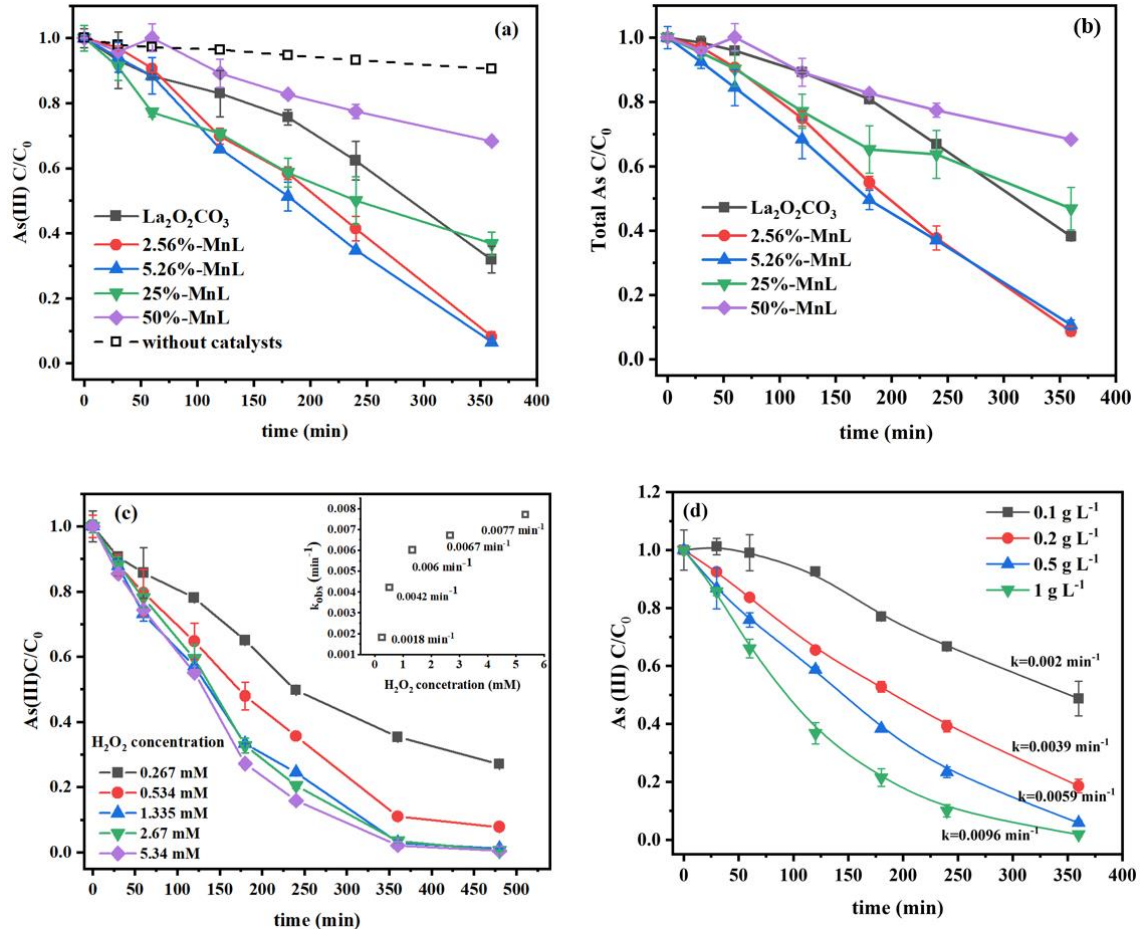 (a)
As(III) C/C₀
1.0
0.8
0.6
0.4
0.2
0.0
La₂O₂CO₃
2.56%-MnL
5.26%-MnL
25%-MnL
50%-MnL
without catalysts
0 50 100 150 200 250 300 350 400
time (min)
(b)
Total As C/C₀
1.0
0.8
0.6
0.4
0.2
0.0
La₂O₂CO₃
2.56%-MnL
5.26%-MnL
25%-MnL
50%-MnL
0 50 100 150 200 250 300 350 400
time (min)
(c)
As(III)C/C₀
1.0
0.8
0.6
0.4
0.2
0.0
kobs (min⁻¹)
0.008
0.007
0.006
0.005
0.004
0.003
0.002
0.001
0.0077 min⁻¹
0.0067 min⁻¹
0.006 min⁻¹
0.0042 min⁻¹
0.0018 min⁻¹
0 1 2 3 4 5 6
H₂O₂ concetration (mM)
H₂O₂ concentration
0.267 mM
0.534 mM
1.335 mM
2.67 mM
5.34 mM
0 50 100 150 200 250 300 350 400 450 500
time (min)
(d)
As (III) C/C₀
1.2
1.0
0.8
0.6
0.4
0.2
0.0
0.1 g L⁻¹
0.2 g L⁻¹
0.5 g L⁻¹
1 g L⁻¹
k=0.002 min⁻¹
k=0.0039 min⁻¹
k=0.0059 min⁻¹
k=0.0096 min⁻¹
0 50 100 150 200 250 300 350 400
time (min)